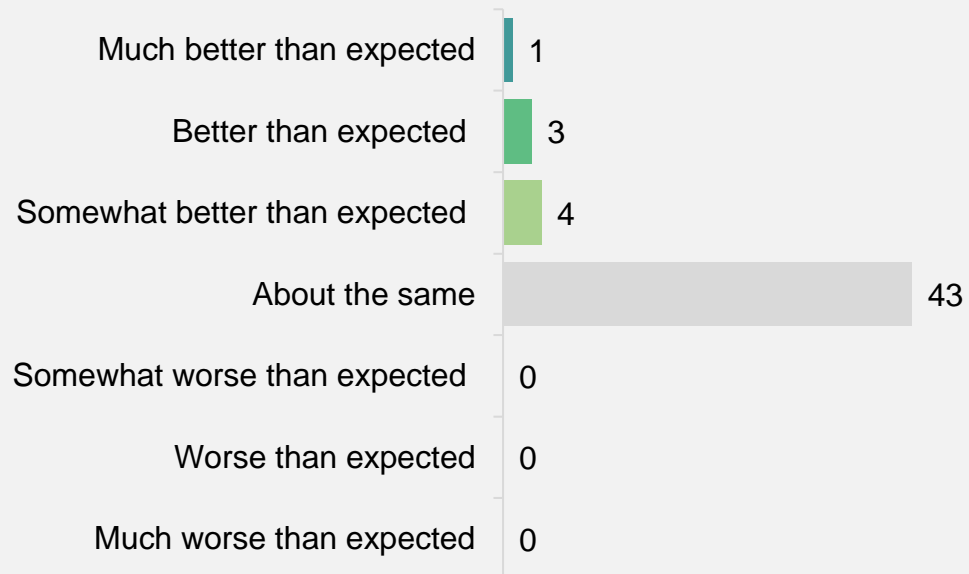 Much better than expected 1
Better than expected 3
Somewhat better than expected 4
About the same 43
Somewhat worse than expected 0
Worse than expected 0
Much worse than expected 0